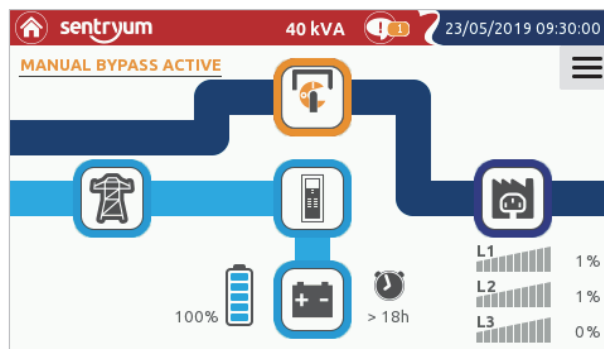 sentryum
40 kVA
1
23/05/2019 09:30:00
MANUAL BYPASS ACTIVE
100%
> 18h
L1
1%
L2
1%
L3
0%